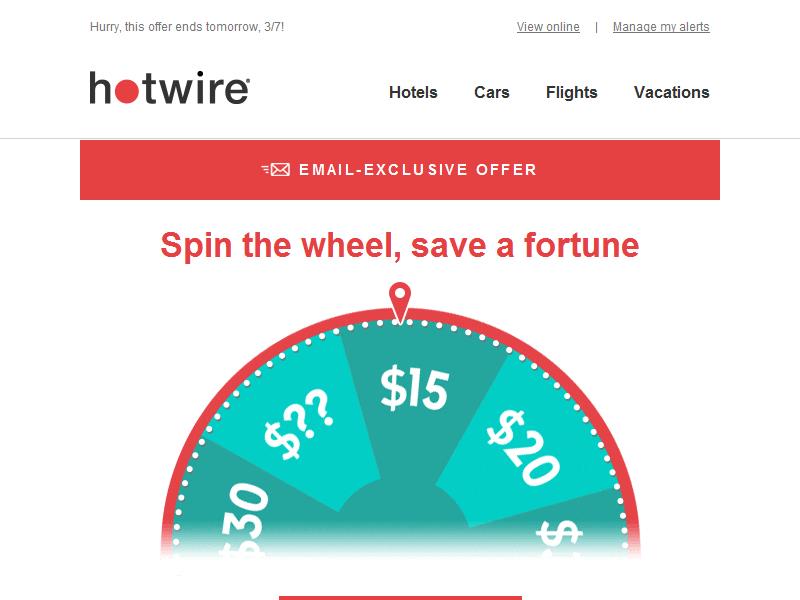 Hurry, this offer ends tomorrow, 3/7!
View online | Manage my alerts
hotwire®
Hotels Cars Flights Vacations
EMAIL-EXCLUSIVE OFFER
Spin the wheel, save a fortune
$15
$??
$20
$30
$